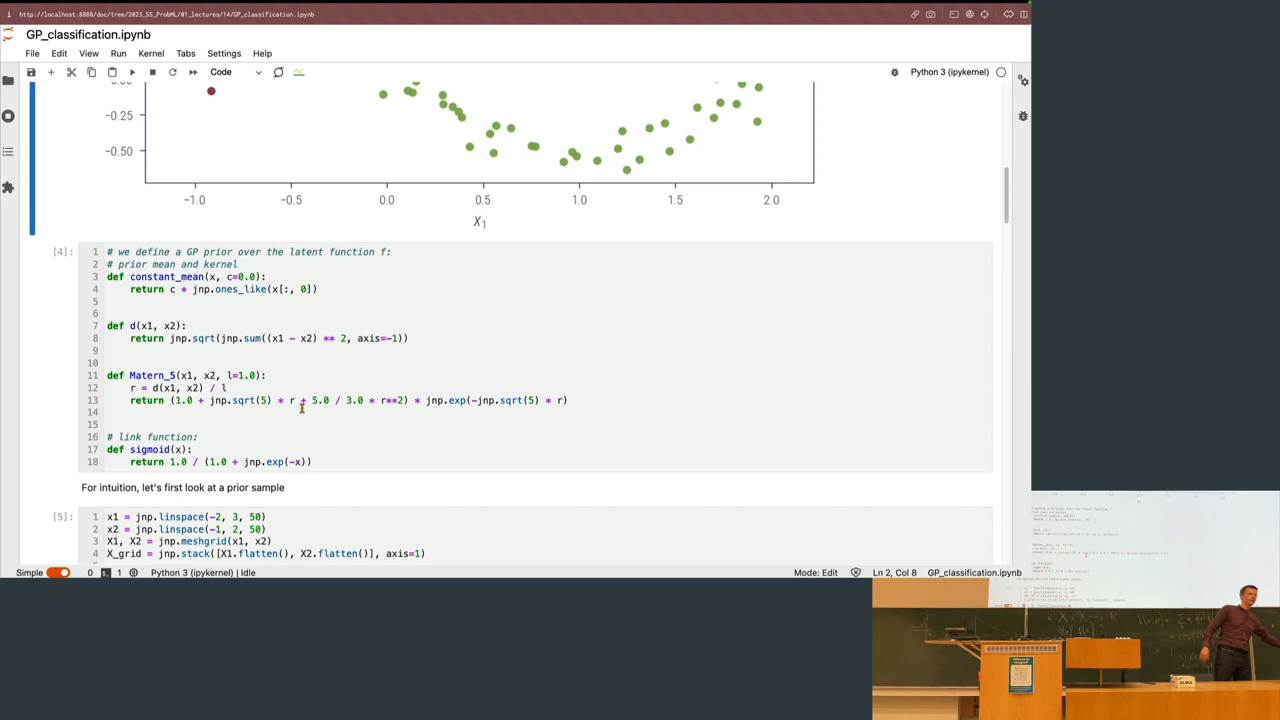 http://localhost:8888/doc/tree/2023_SS_ProbML/01_lectures/14/GP_classification.ipynb
GP_classification.ipynb
File Edit View Run Kernel Tabs Settings Help
Code
Python 3 (ipykernel)
−0.25
−0.50
−1.0 −0.5 0.0 0.5 1.0 1.5 2.0
X1
[4]:
1 # we define a GP prior over the latent function f:
2 # prior mean and kernel
3 def constant_mean(x, c=0.0):
4 return c * jnp.ones_like(x[:, 0])
5
6
7 def d(x1, x2):
8 return jnp.sqrt(jnp.sum((x1 - x2) ** 2, axis=-1))
9
10
11 def Matern_5(x1, x2, l=1.0):
12 r = d(x1, x2) / l
13 return (1.0 + jnp.sqrt(5) * r + 5.0 / 3.0 * r**2) * jnp.exp(-jnp.sqrt(5) * r)
14
15
16 # link function:
17 def sigmoid(x):
18 return 1.0 / (1.0 + jnp.exp(-x))
For intuition, let's first look at a prior sample
[5]:
1 x1 = jnp.linspace(-2, 3, 50)
2 x2 = jnp.linspace(-1, 2, 50)
3 X1, X2 = jnp.meshgrid(x1, x2)
4 X_grid = jnp.stack([X1.flatten(), X2.flatten()], axis=1)
Simple 0 1 Python 3 (ipykernel) | Idle Mode: Edit Ln 2, Col 8 GP_classification.ipynb